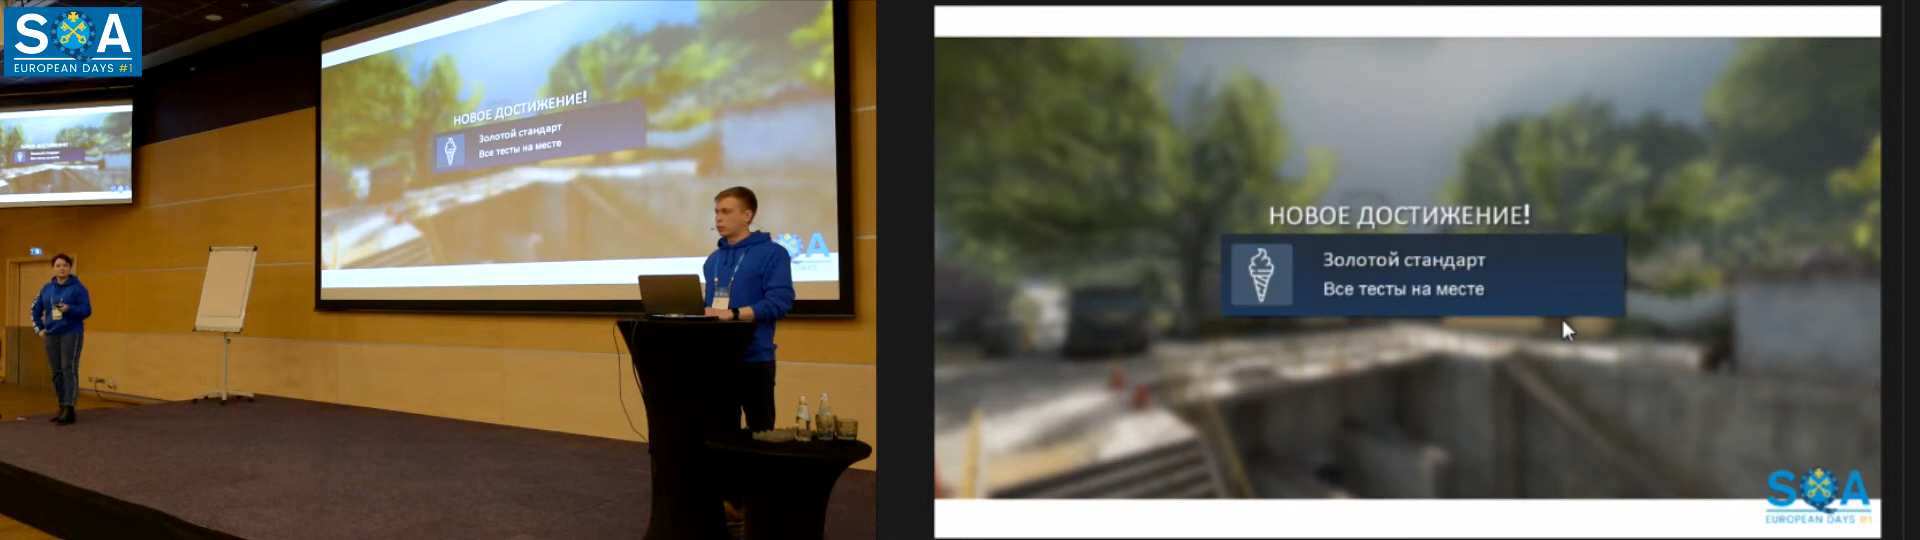 SQA
EUROPEAN DAYS #1
НОВОЕ ДОСТИЖЕНИЕ!
Золотой стандарт
Все тесты на месте
НОВОЕ ДОСТИЖЕНИЕ!
Золотой стандарт
Все тесты на месте
SQA
EUROPEAN DAYS #1